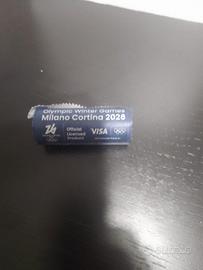 Olympic Winter Games
Milano Cortina 2026
Official
Licensed
Product
VISA